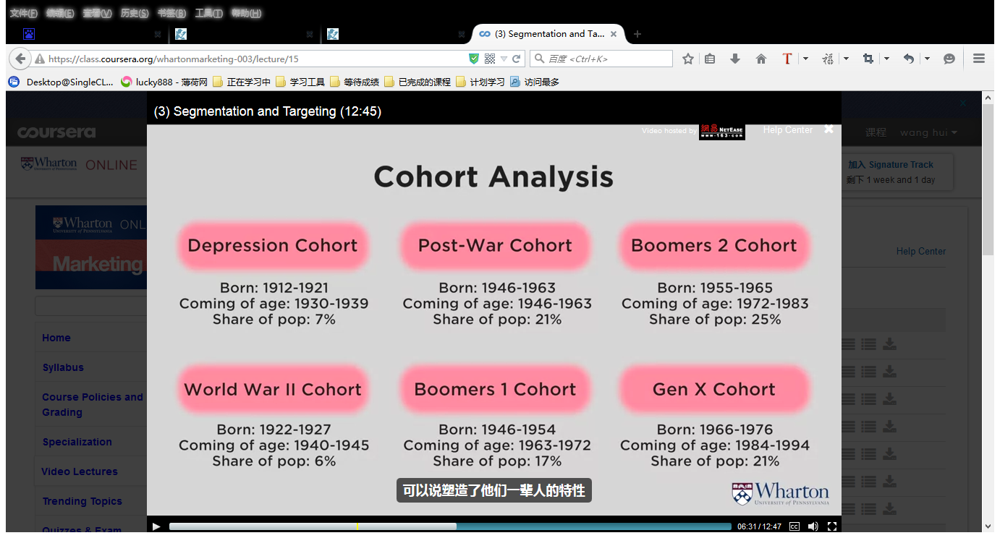 文件(F) 编辑(E) 查看(V) 历史(S) 书签(B) 工具(T) 帮助(H)
(3) Segmentation and Ta...
https://class.coursera.org/whartonmarketing-003/lecture/15
百度 <Ctrl+K>
Desktop@SingleCL... lucky888 - 薄荷网 正在学习中 学习工具 等待成绩 已完成的课程 计划学习 访问最多
(3) Segmentation and Targeting (12:45)
Video hosted by 網易 NETEASE www.163.com Help Center
coursera
课程 wang hui
Wharton ONLINE
加入 Signature Track
剩下 1 week and 1 day
Wharton ONL
UNIVERSITY of PENNSYLVANIA
Marketing
Help Center
Home
Syllabus
Course Policies and
Grading
Specialization
Video Lectures
Trending Topics
Quizzes & Exam
Cohort Analysis
Depression Cohort
Born: 1912-1921
Coming of age: 1930-1939
Share of pop: 7%
Post-War Cohort
Born: 1946-1963
Coming of age: 1946-1963
Share of pop: 21%
Boomers 2 Cohort
Born: 1955-1965
Coming of age: 1972-1983
Share of pop: 25%
World War II Cohort
Born: 1922-1927
Coming of age: 1940-1945
Share of pop: 6%
Boomers 1 Cohort
Born: 1946-1954
Coming of age: 1963-1972
Share of pop: 17%
Gen X Cohort
Born: 1966-1976
Coming of age: 1984-1994
Share of pop: 21%
可以说塑造了他们一辈人的特性
Wharton
UNIVERSITY of PENNSYLVANIA
06:31 / 12:47 CC